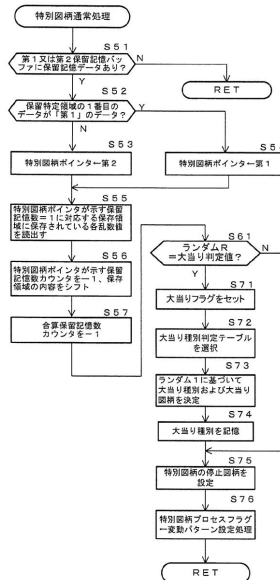 特別図柄通常処理
S51
第1又は第2保留記憶バッ
ファに保留記憶データあり?
N
Y
RET
S52
保留特定領域の1番目の
データが「第1」のデータ?
Y
N
S53
特別図柄ポインタ←第2
S54
特別図柄ポインタ←第1
S55
特別図柄ポインタが示す保留
記憶数=1に対応する保存領
域に保存されている各乱数値
を読出す
S56
特別図柄ポインタが示す保留
記憶数カウンタを-1、保存
領域の内容をシフト
S57
合算保留記憶数
カウンタを-1
S61
ランダムR
=大当り判定値?
N
Y
S71
大当りフラグをセット
S72
大当り種別判定テーブル
を選択
S73
ランダム1に基づいて
大当り種別および大当り
図柄を決定
S74
大当り種別を記憶
S75
特別図柄の停止図柄を
設定
S76
特別図柄プロセスフラグ
←変動パターン設定処理
RET